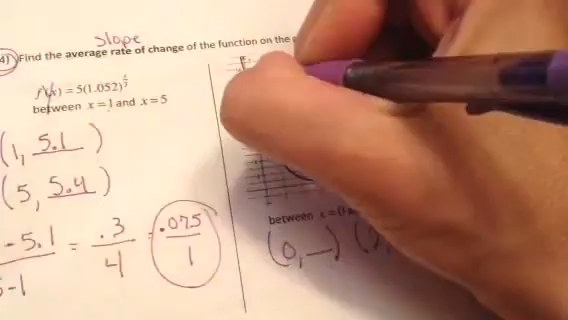 slope
4) Find the average rate of change of the function on the
f(x) = 5(1.052)
between x = 1 and x = 5
(1, 5.1)
(5, 5.4)
- 5.1 = .3 = .075
-1 4 1
between x = 0
(0, __) (